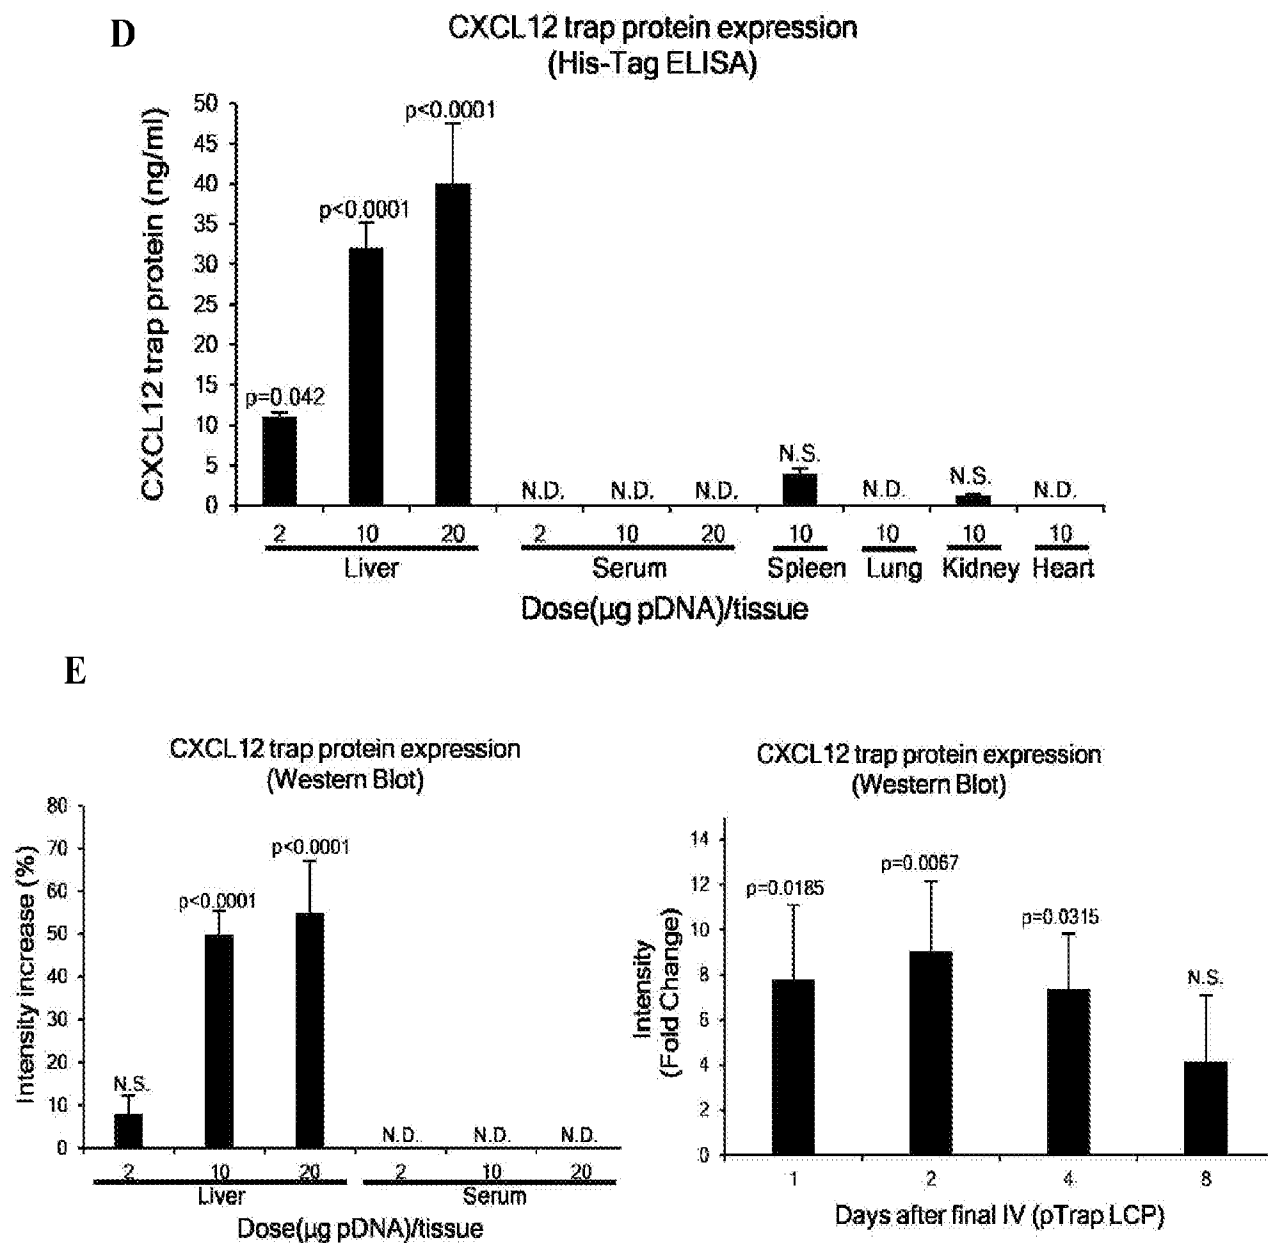 D
CXCL12 trap protein expression
(His-Tag ELISA)
CXCL12 trap protein (ng/ml)
50
45
40
35
30
25
20
15
10
5
0
p=0.042
p<0.0001
p<0.0001
N.D.
N.D.
N.D.
N.S.
N.D.
N.S.
N.D.
2 10 20 2 10 20 10 10 10 10
Liver Serum Spleen Lung Kidney Heart
Dose(µg pDNA)/tissue
E
CXCL12 trap protein expression
(Western Blot)
Intensity increase (%)
80
70
60
50
40
30
20
10
0
N.S.
p<0.0001
p<0.0001
N.D.
N.D.
N.D.
2 10 20 2 10 20
Liver Serum
Dose(µg pDNA)/tissue
CXCL12 trap protein expression
(Western Blot)
Intensity
(Fold Change)
14
12
10
8
6
4
2
0
p=0.0185
p=0.0067
p=0.0315
N.S.
1 2 4 8
Days after final IV (pTrap LCP)